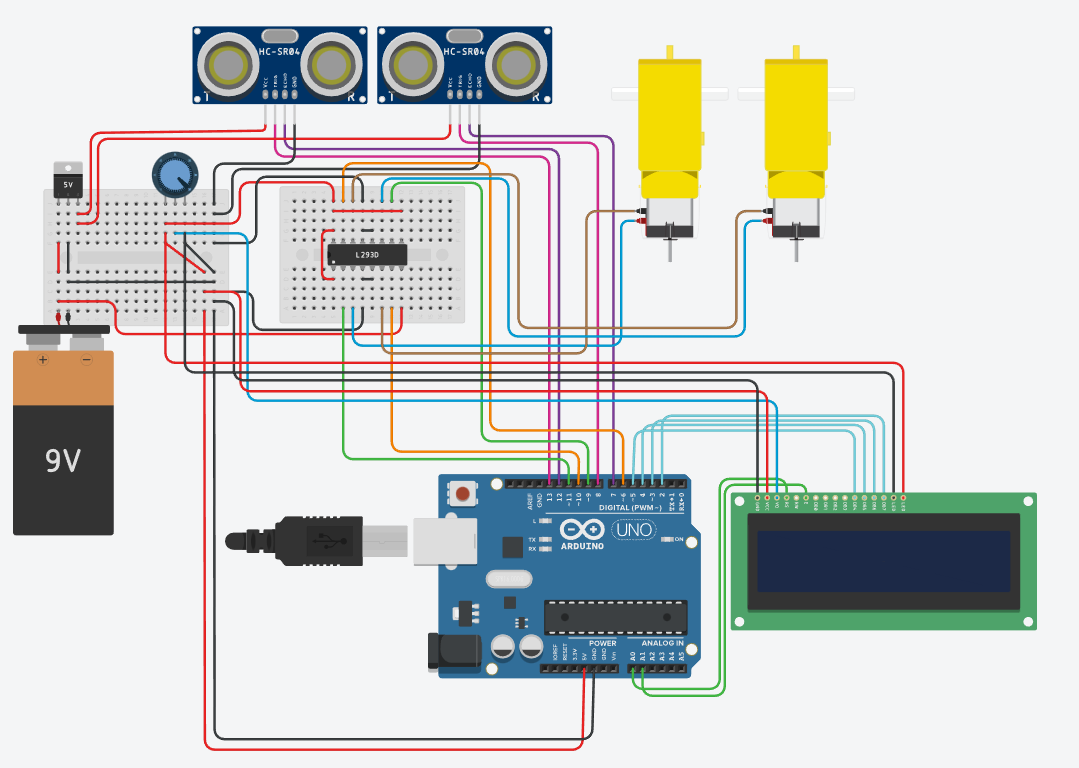 HC-SR04
VCC
TRIG
ECHO
GND
T
R
HC-SR04
VCC
TRIG
ECHO
GND
T
R
5V
L293D
+
−
9V
AREF
GND
13
12
~11
~10
~9
8
7
~6
~5
4
~3
2
TX→1
RX←0
DIGITAL (PWM~)
L
TX
RX
ARDUINO
UNO
ON
POWER
ANALOG IN
IOREF
RESET
3.3V
5V
GND
GND
Vin
A0
A1
A2
A3
A4
A5